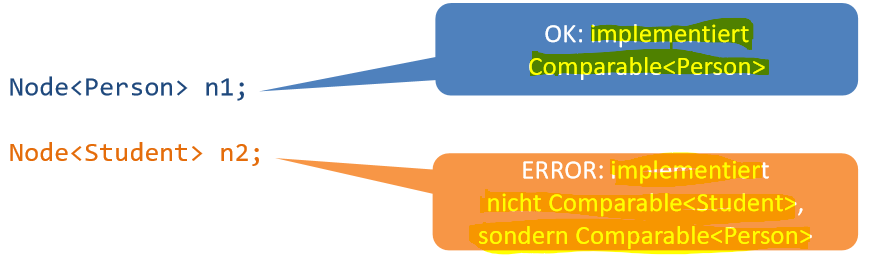 OK: implementiert
Comparable<Person>
Node<Person> n1;
Node<Student> n2;
ERROR: implementiert
nicht Comparable<Student>,
sondern Comparable<Person>